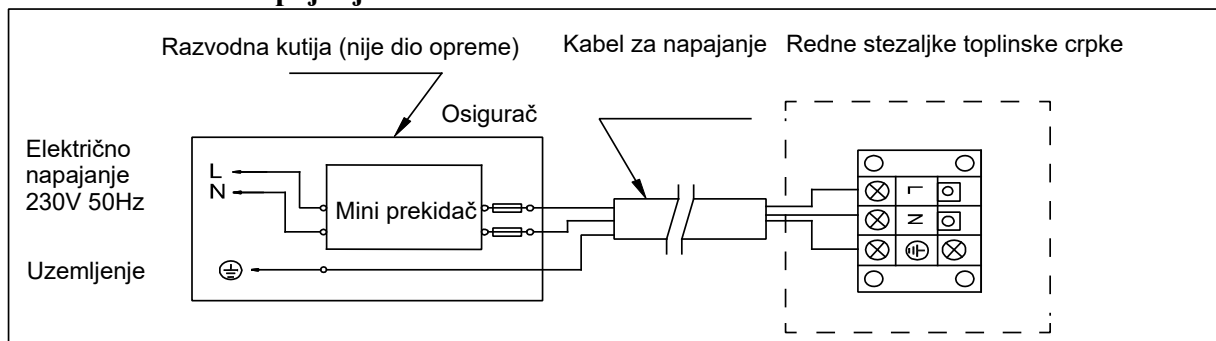 Razvodna kutija (nije dio opreme)
Kabel za napajanje
Redne stezaljke toplinske crpke
Osigurač
Električno
napajanje
230V 50Hz
L
N
Mini prekidač
Uzemljenje
L
N